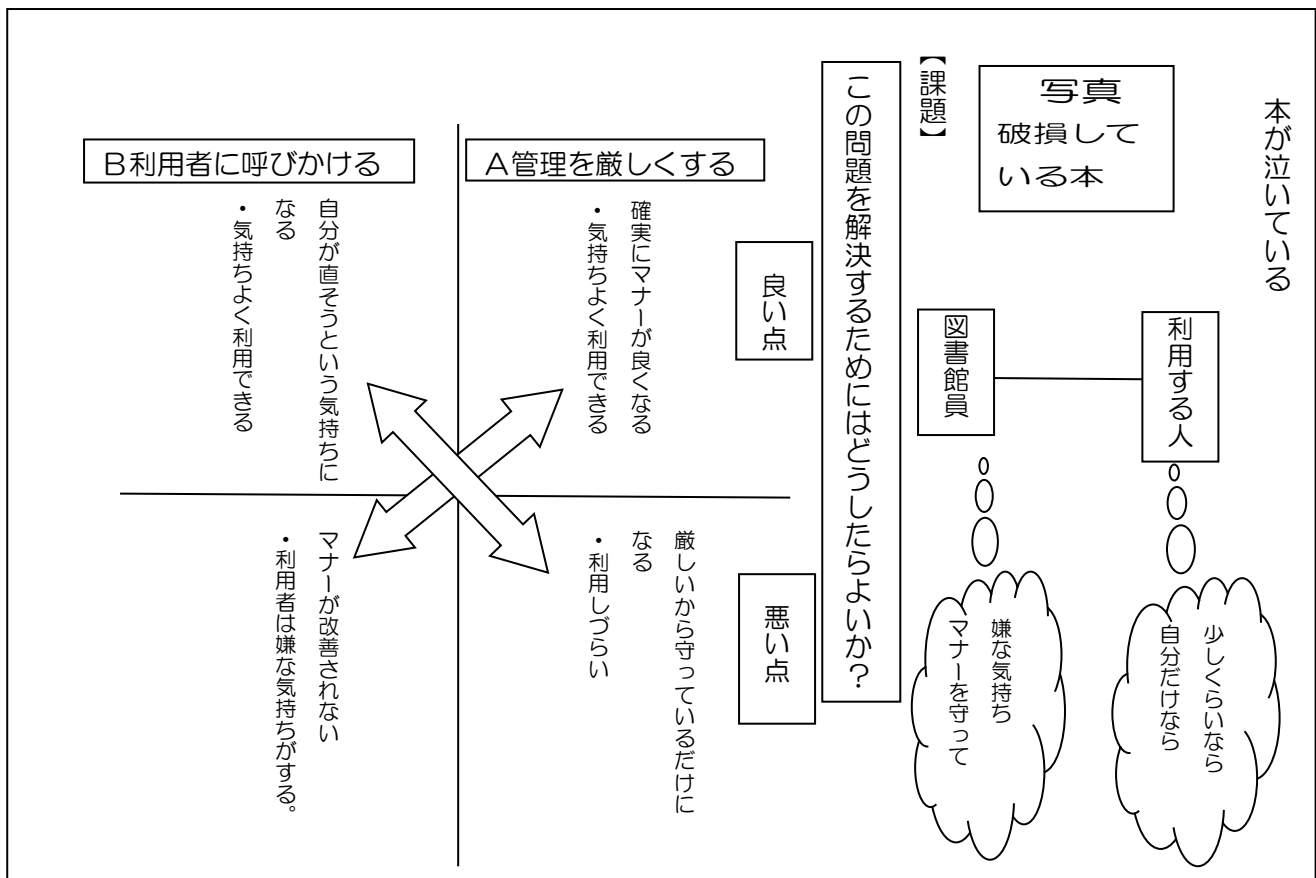 本が泣いている
写真
破損して
いる本
利用する人
少しくらいなら
自分だけなら
図書館員
嫌な気持ち
マナーを守って
【課題】
この問題を解決するためにはどうしたらよいか？
良い点
悪い点
A管理を厳しくする
確実にマナーが良くなる
・気持ちよく利用できる
厳しいから守っているだけに
なる
・利用しづらい
B利用者に呼びかける
自分が直そうという気持ちに
なる
・気持ちよく利用できる
マナーが改善されない
・利用者は嫌な気持ちがする。